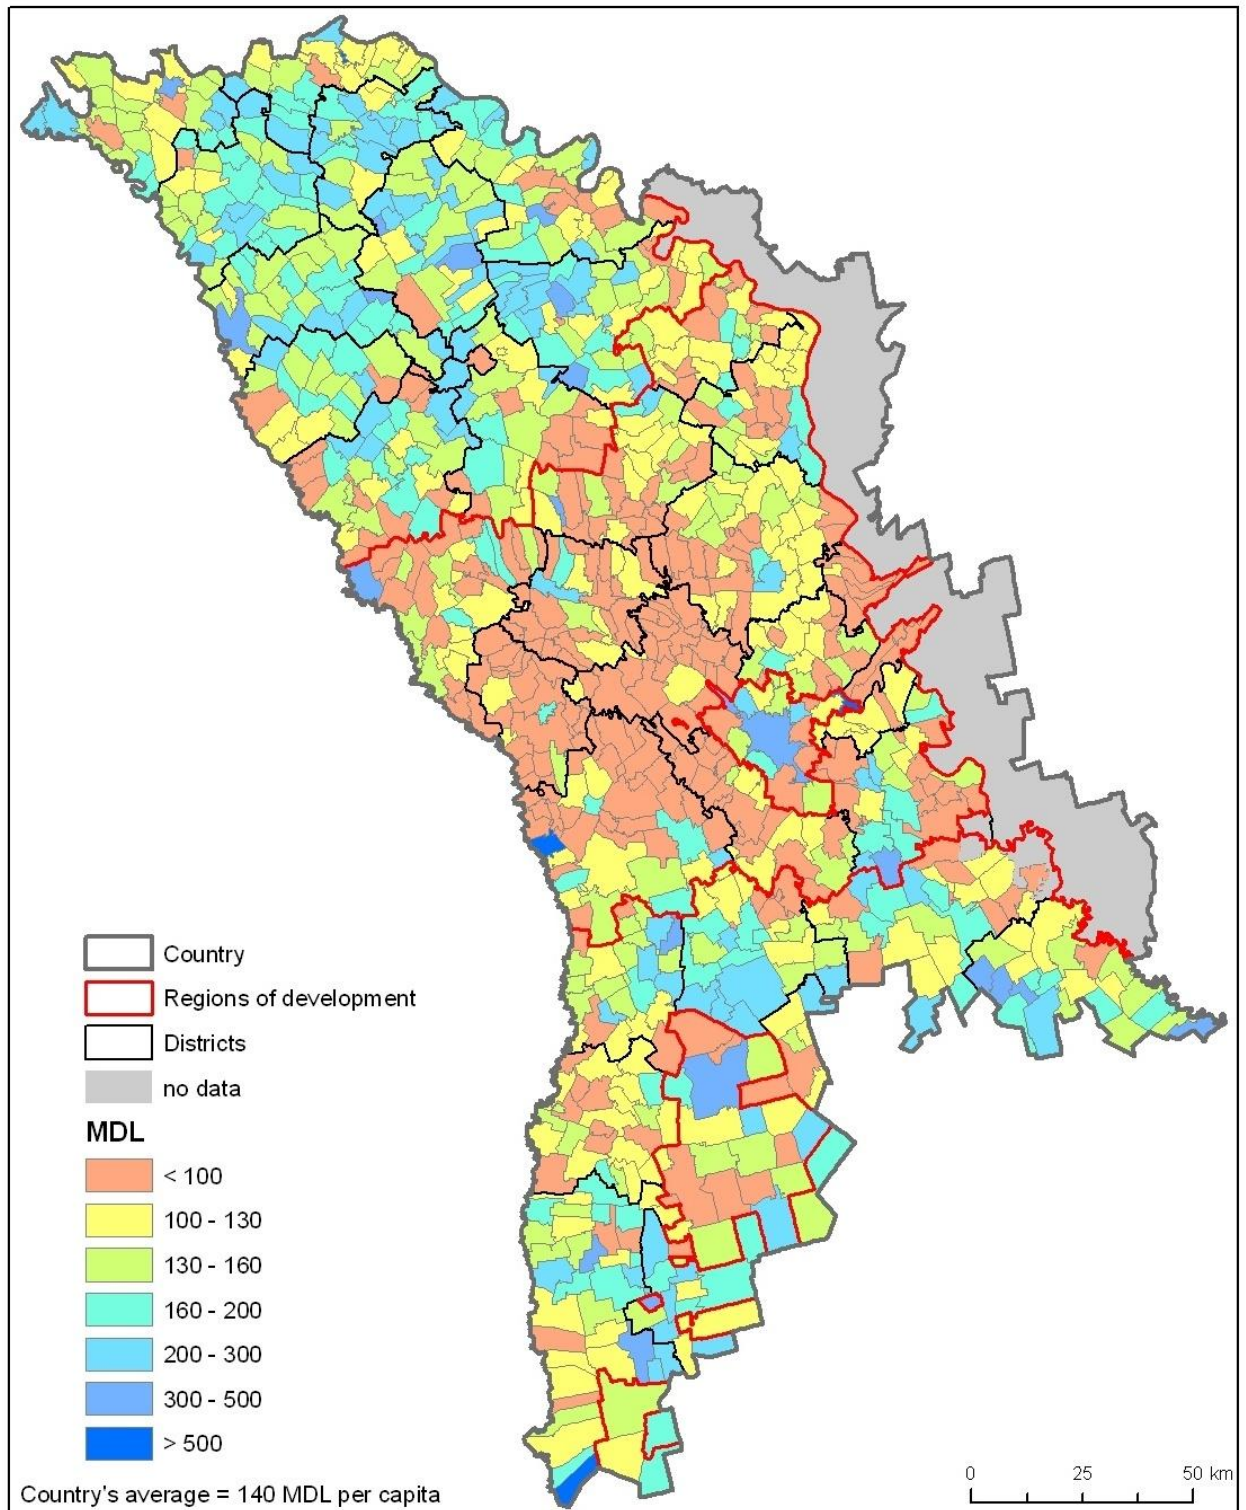 Country
Regions of development
Districts
no data
MDL
< 100
100 - 130
130 - 160
160 - 200
200 - 300
300 - 500
> 500
Country's average = 140 MDL per capita
0 25 50 km